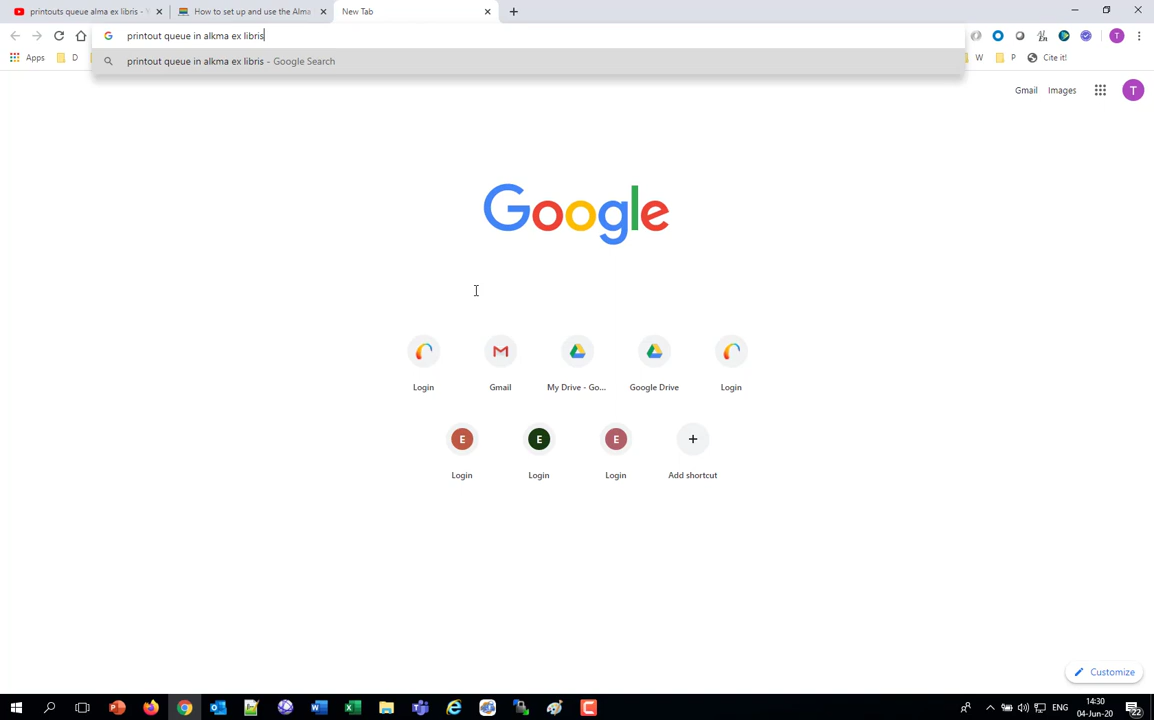 printouts queue alma ex libris -
How to set up and use the Alma
New Tab
printout queue in alkma ex libris
Apps
D
W
P
Cite it!
printout queue in alkma ex libris - Google Search
Gmail
Images
T
Google
Login
Gmail
My Drive - Go...
Google Drive
Login
E
E
E
Login
Login
Login
Add shortcut
Customize
ENG
14:30
04-Jun-20
22